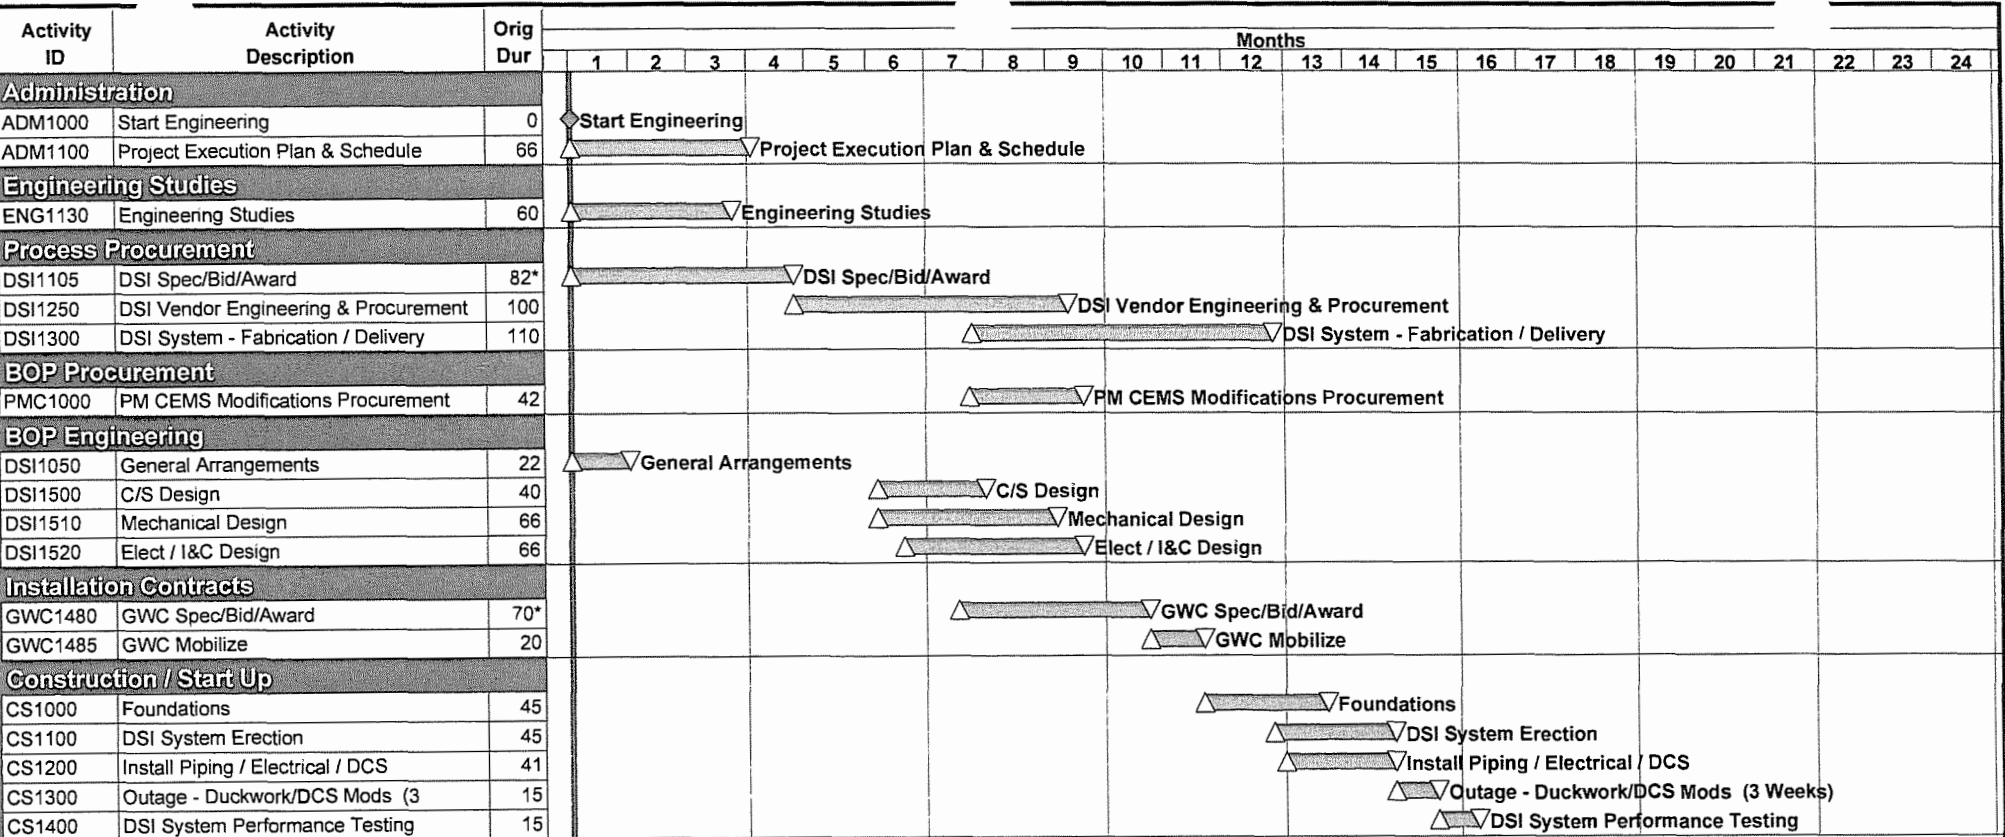 Activity ID Activity Description Orig Dur Months
1 2 3 4 5 6 7 8 9 10 11 12 13 14 15 16 17 18 19 20 21 22 23 24
Administration
ADM1000 Start Engineering 0 Start Engineering
ADM1100 Project Execution Plan & Schedule 66 Project Execution Plan & Schedule
Engineering Studies
ENG1130 Engineering Studies 60 Engineering Studies
Process Procurement
DSI1105 DSI Spec/Bid/Award 82* DSI Spec/Bid/Award
DSI1250 DSI Vendor Engineering & Procurement 100 DSI Vendor Engineering & Procurement
DSI1300 DSI System - Fabrication / Delivery 110 DSI System - Fabrication / Delivery
BOP Procurement
PMC1000 PM CEMS Modifications Procurement 42 PM CEMS Modifications Procurement
BOP Engineering
DSI1050 General Arrangements 22 General Arrangements
DSI1500 C/S Design 40 C/S Design
DSI1510 Mechanical Design 66 Mechanical Design
DSI1520 Elect / I&C Design 66 Elect / I&C Design
Installation Contracts
GWC1480 GWC Spec/Bid/Award 70* GWC Spec/Bid/Award
GWC1485 GWC Mobilize 20 GWC Mobilize
Construction / Start Up
CS1000 Foundations 45 Foundations
CS1100 DSI System Erection 45 DSI System Erection
CS1200 Install Piping / Electrical / DCS 41 Install Piping / Electrical / DCS
CS1300 Outage - Duckwork/DCS Mods (3 15 Outage - Duckwork/DCS Mods (3 Weeks)
CS1400 DSI System Performance Testing 15 DSI System Performance Testing